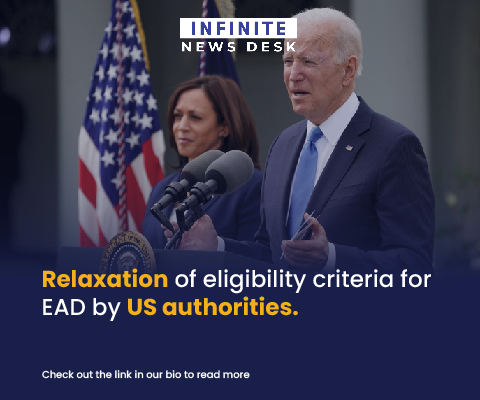 INFINITE
NEWS DESK
Relaxation of eligibility criteria for
EAD by US authorities.
Check out the link in our bio to read more